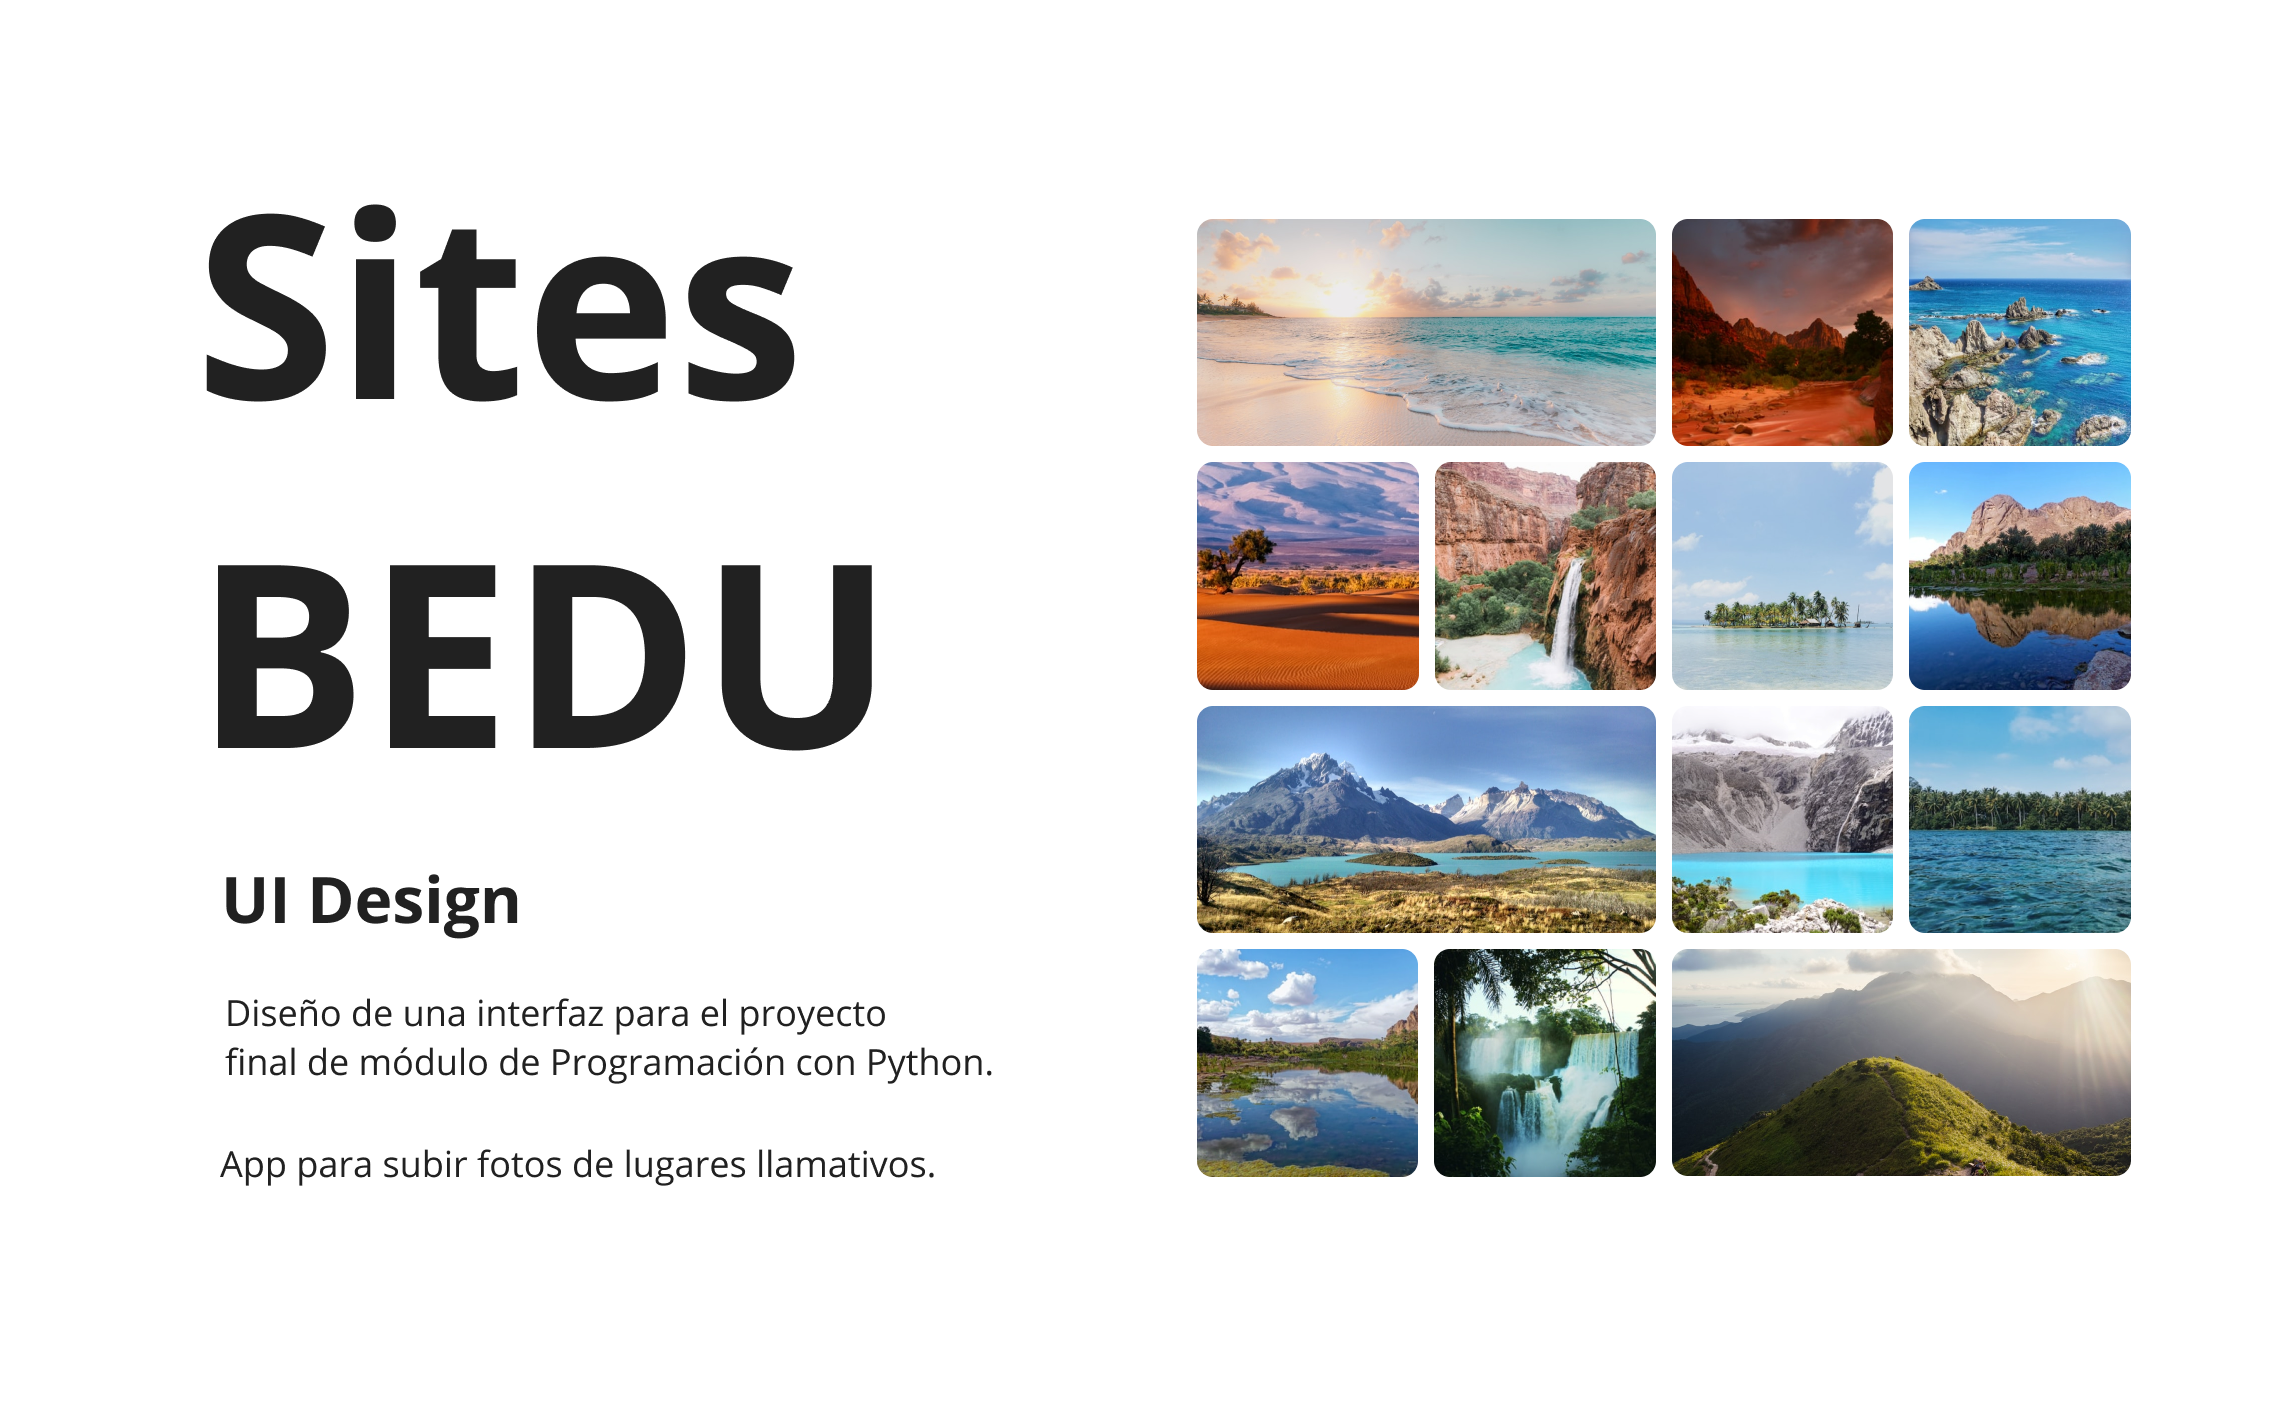 Sites
BEDU
UI Design
Diseño de una interfaz para el proyecto
final de módulo de Programación con Python.
App para subir fotos de lugares llamativos.